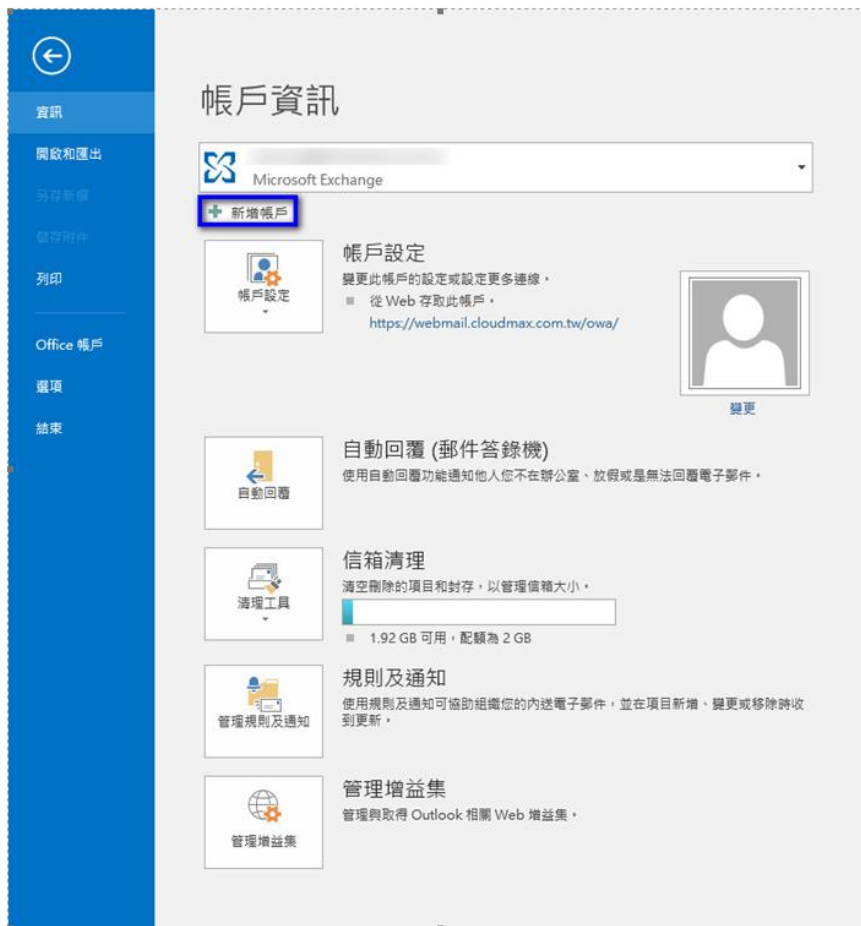 帳戶資訊
資訊
開啟和匯出
另存新檔
儲存附件
列印
Office 帳戶
選項
結束
Microsoft Exchange
新增帳戶
帳戶設定
帳戶設定
變更此帳戶的設定或設定更多連線。
從 Web 存取此帳戶。
https://webmail.cloudmax.com.tw/owa/
變更
自動回覆
自動回覆 (郵件答錄機)
使用自動回覆功能通知他人您不在辦公室、放假或是無法回覆電子郵件。
清理工具
信箱清理
清空刪除的項目和封存，以管理信箱大小。
1.92 GB 可用，配額為 2 GB
管理規則及通知
規則及通知
使用規則及通知可協助組織您的內送電子郵件，並在項目新增、變更或移除時收
到更新。
管理增益集
管理增益集
管理與取得 Outlook 相關 Web 增益集。